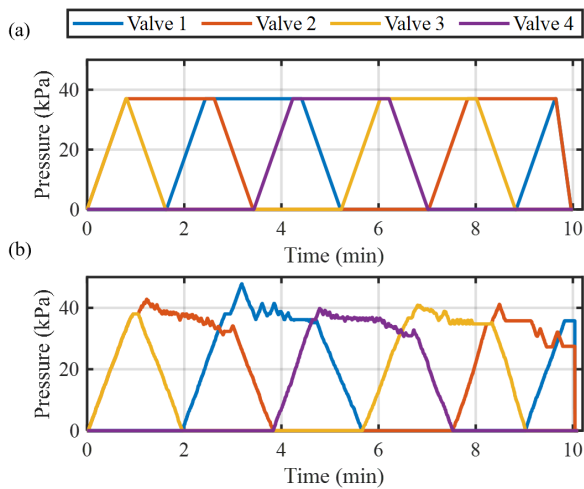 Valve 1 Valve 2 Valve 3 Valve 4
(a)
Pressure (kPa)
40
20
0
0 2 4 6 8 10
Time (min)
(b)
Pressure (kPa)
40
20
0
0 2 4 6 8 10
Time (min)